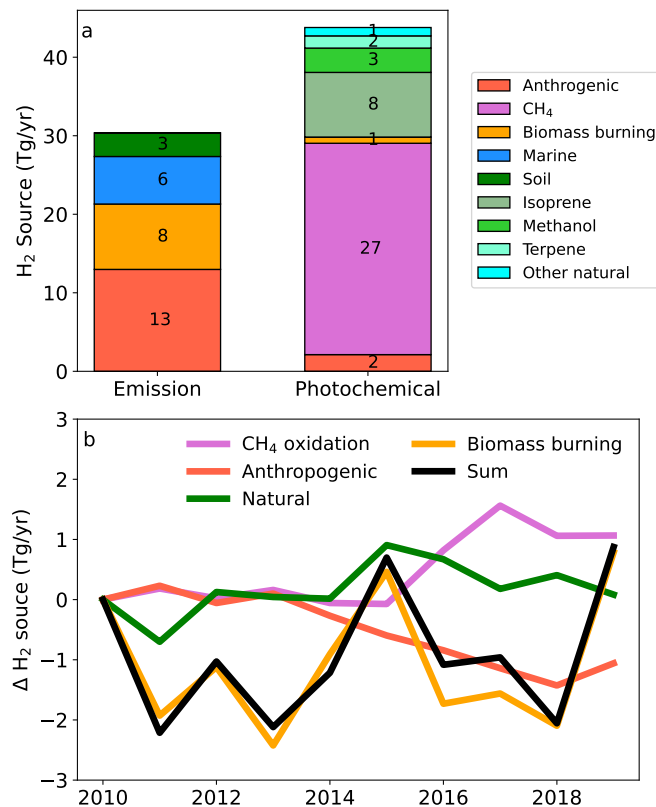 a
H₂ Source (Tg/yr)
40
30
20
10
0
3
6
8
13
1
2
3
8
1
27
2
Emission
Photochemical
Anthrogenic
CH₄
Biomass burning
Marine
Soil
Isoprene
Methanol
Terpene
Other natural
b
Δ H₂ souce (Tg/yr)
3
2
1
0
−1
−2
−3
CH₄ oxidation
Anthropogenic
Natural
Biomass burning
Sum
2010 2012 2014 2016 2018